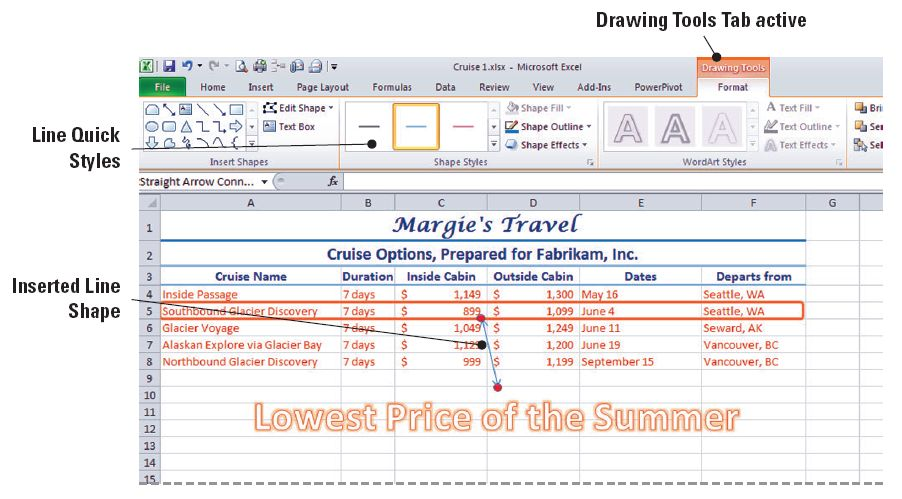 Drawing Tools Tab active
Cruise 1.xlsx - Microsoft Excel
Drawing Tools
File Home Insert Page Layout Formulas Data Review View Add-Ins PowerPivot Format
Edit Shape
Text Box
Insert Shapes
Shape Fill
Shape Outline
Shape Effects
Shape Styles
A A A
A Text Fill
Text Outline
Text Effects
WordArt Styles
Bri
Se
Sel
Line Quick
Styles
Straight Arrow Conn... fx
A B C D E F G
1 Margie's Travel
2 Cruise Options, Prepared for Fabrikam, Inc.
3 Cruise Name Duration Inside Cabin Outside Cabin Dates Departs from
4 Inside Passage 7 days $ 1,149 $ 1,300 May 16 Seattle, WA
5 Southbound Glacier Discovery 7 days $ 899 $ 1,099 June 4 Seattle, WA
6 Glacier Voyage 7 days $ 1,049 $ 1,249 June 11 Seward, AK
7 Alaskan Explore via Glacier Bay 7 days $ $ 1,200 June 19 Vancouver, BC
8 Northbound Glacier Discovery 7 days $ 999 $ 1,199 September 15 Vancouver, BC
9
10
11
12
13
14
15
Lowest Price of the Summer
Inserted Line
Shape